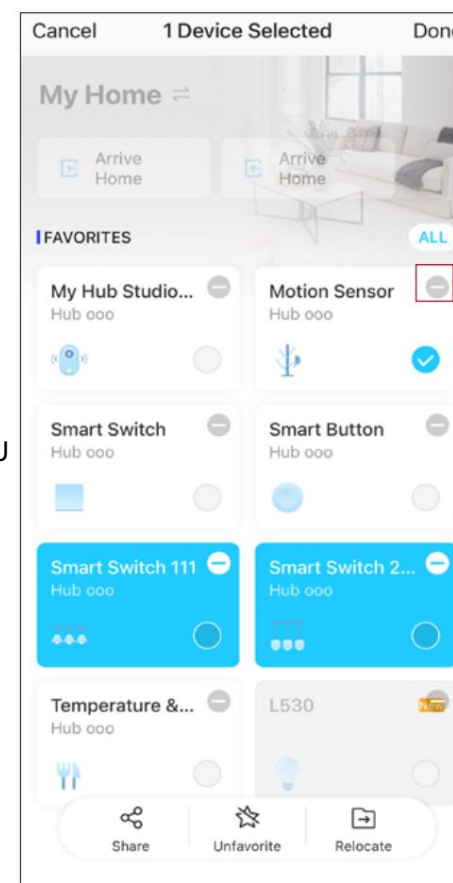 Cancel 1 Device Selected Done
My Home
Arrive Home Arrive Home
FAVORITES ALL
My Hub Studio... Motion Sensor
Hub ooo Hub ooo
Smart Switch Smart Button
Hub ooo Hub ooo
Smart Switch 111 Smart Switch 2...
Hub ooo Hub ooo
Temperature &... L530 New
Hub ooo
Share Unfavorite Relocate